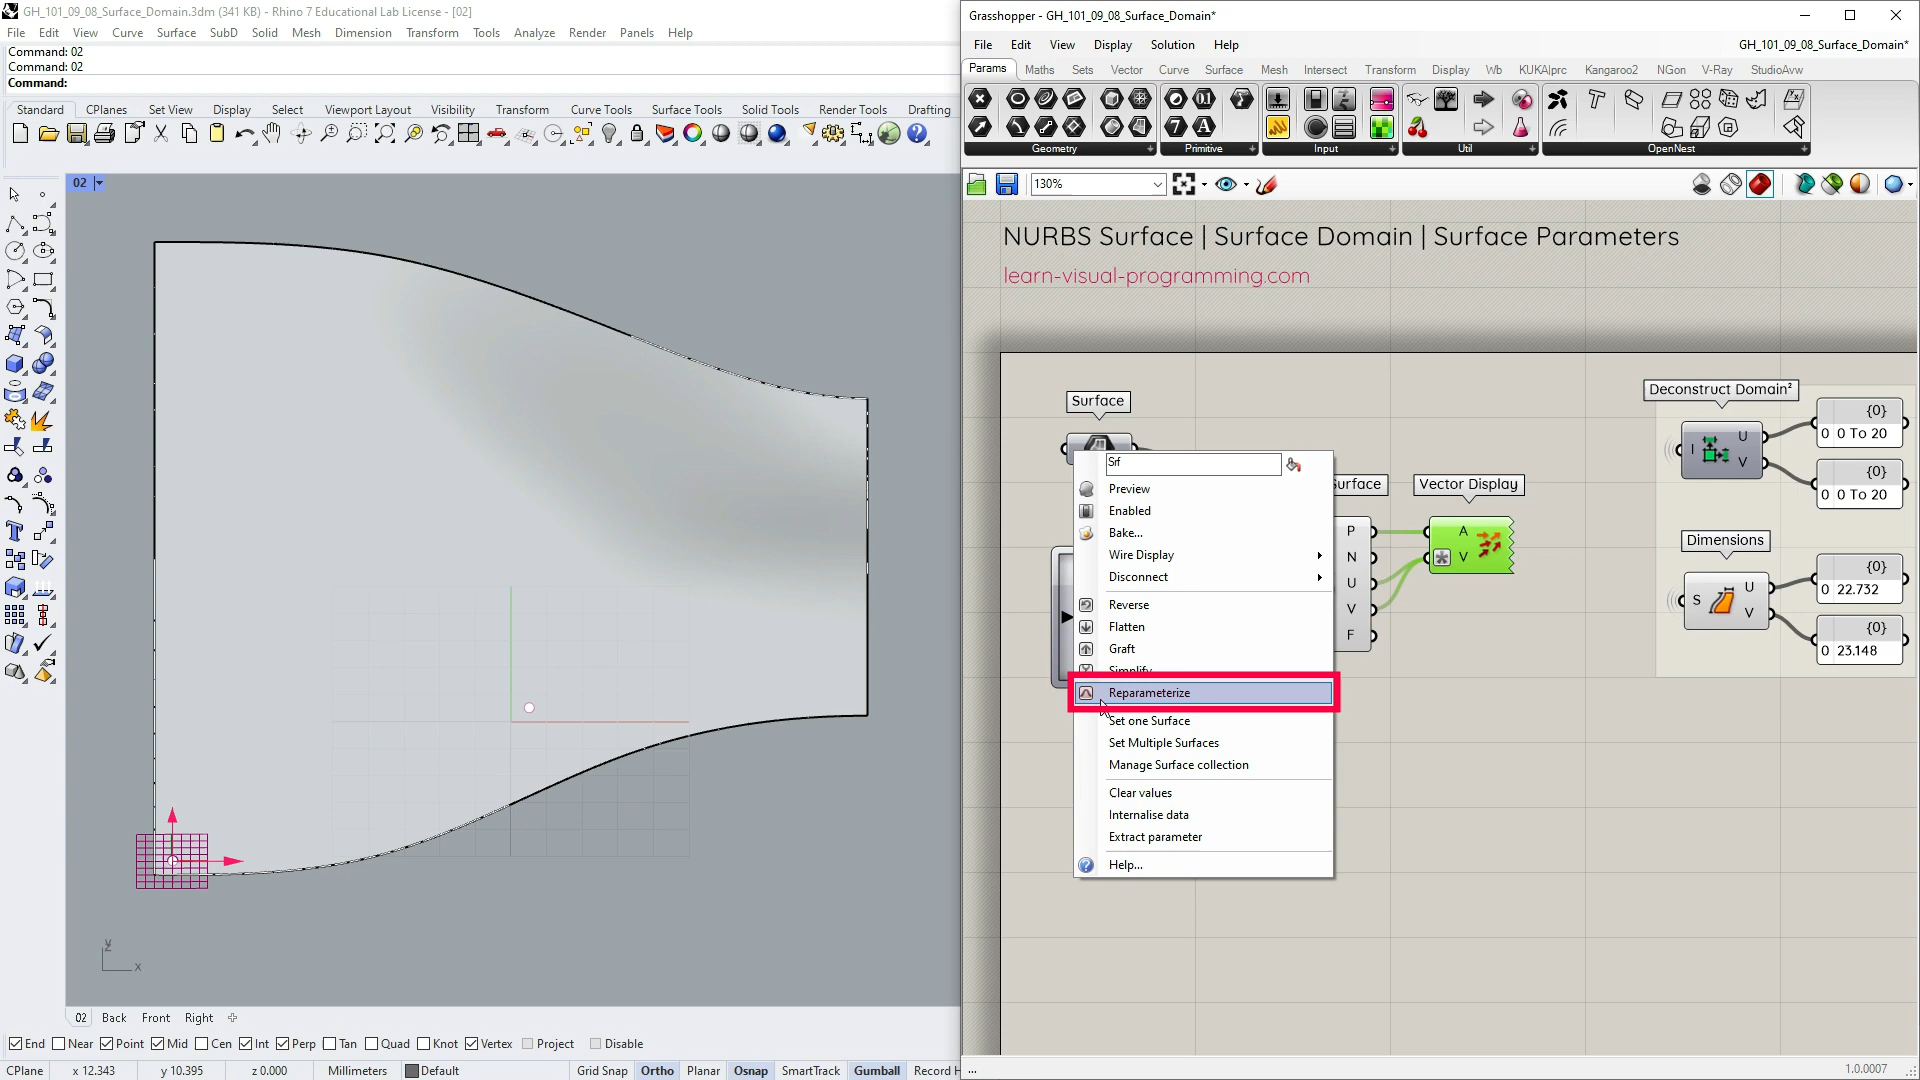 GH_101_09_08_Surface_Domain.3dm (341 KB) - Rhino 7 Educational Lab License - [02]
File Edit View Curve Surface SubD Solid Mesh Dimension Transform Tools Analyze Render Panels Help
Command: 02
Command: 02
Command:
Standard CPlanes Set View Display Select Viewport Layout Visibility Transform Curve Tools Surface Tools Solid Tools Render Tools Drafting
02
y
x
02 Back Front Right
End Near Point Mid Cen Int Perp Tan Quad Knot Vertex Project Disable
CPlane x 12.343 y 10.395 z 0.000 Millimeters Default Grid Snap Ortho Planar Osnap SmartTrack Gumball Record H
Grasshopper - GH_101_09_08_Surface_Domain*
File Edit View Display Solution Help
GH_101_09_08_Surface_Domain*
Params Maths Sets Vector Curve Surface Mesh Intersect Transform Display Wb KUKA|prc Kangaroo2 NGon V-Ray StudioAvw
Geometry Primitive Input Util OpenNest
130%
NURBS Surface | Surface Domain | Surface Parameters
learn-visual-programming.com
Surface
Srf
Preview
Enabled
Bake...
Wire Display
Disconnect
Reverse
Flatten
Graft
Simplify
Reparameterize
Set one Surface
Set Multiple Surfaces
Manage Surface collection
Clear values
Internalise data
Extract parameter
Help...
Surface
P
N
U
V
F
Vector Display
A
V
Deconstruct Domain²
I
U
V
{0}
0 0 To 20
{0}
0 0 To 20
Dimensions
S
U
V
{0}
0 22.732
{0}
0 23.148
...
1.0.0007